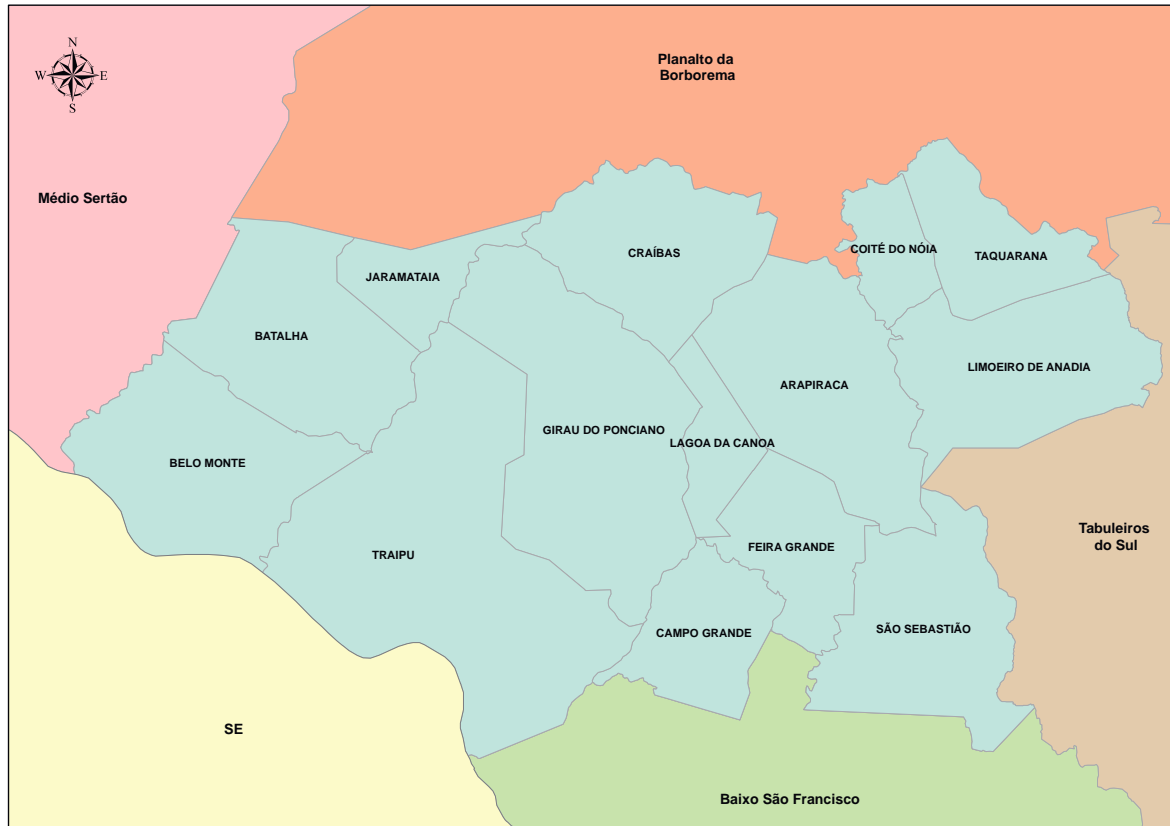 N
W E
S
Planalto da
Borborema
Médio Sertão
CRAÍBAS
COITÉ DO NÓIA
TAQUARANA
JARAMATAIA
BATALHA
LIMOEIRO DE ANADIA
ARAPIRACA
GIRAU DO PONCIANO
LAGOA DA CANOA
BELO MONTE
Tabuleiros
do Sul
FEIRA GRANDE
TRAIPU
SÃO SEBASTIÃO
CAMPO GRANDE
SE
Baixo São Francisco